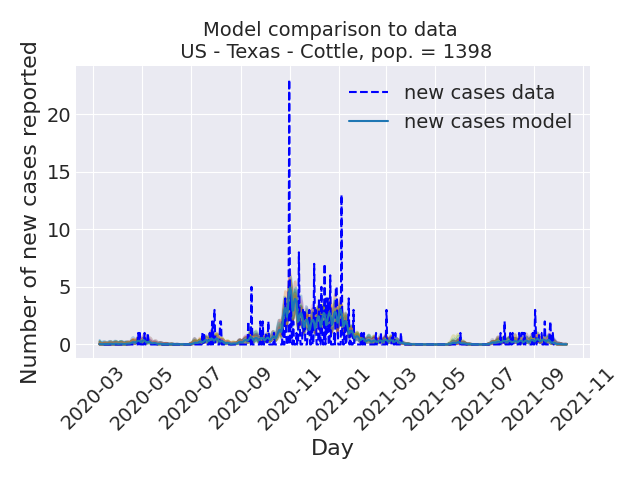 Model comparison to data
US - Texas - Cottle, pop. = 1398
new cases data
new cases model
Number of new cases reported
20
15
10
5
0
2020-03
2020-05
2020-07
2020-09
2020-11
2021-01
2021-03
2021-05
2021-07
2021-09
2021-11
Day